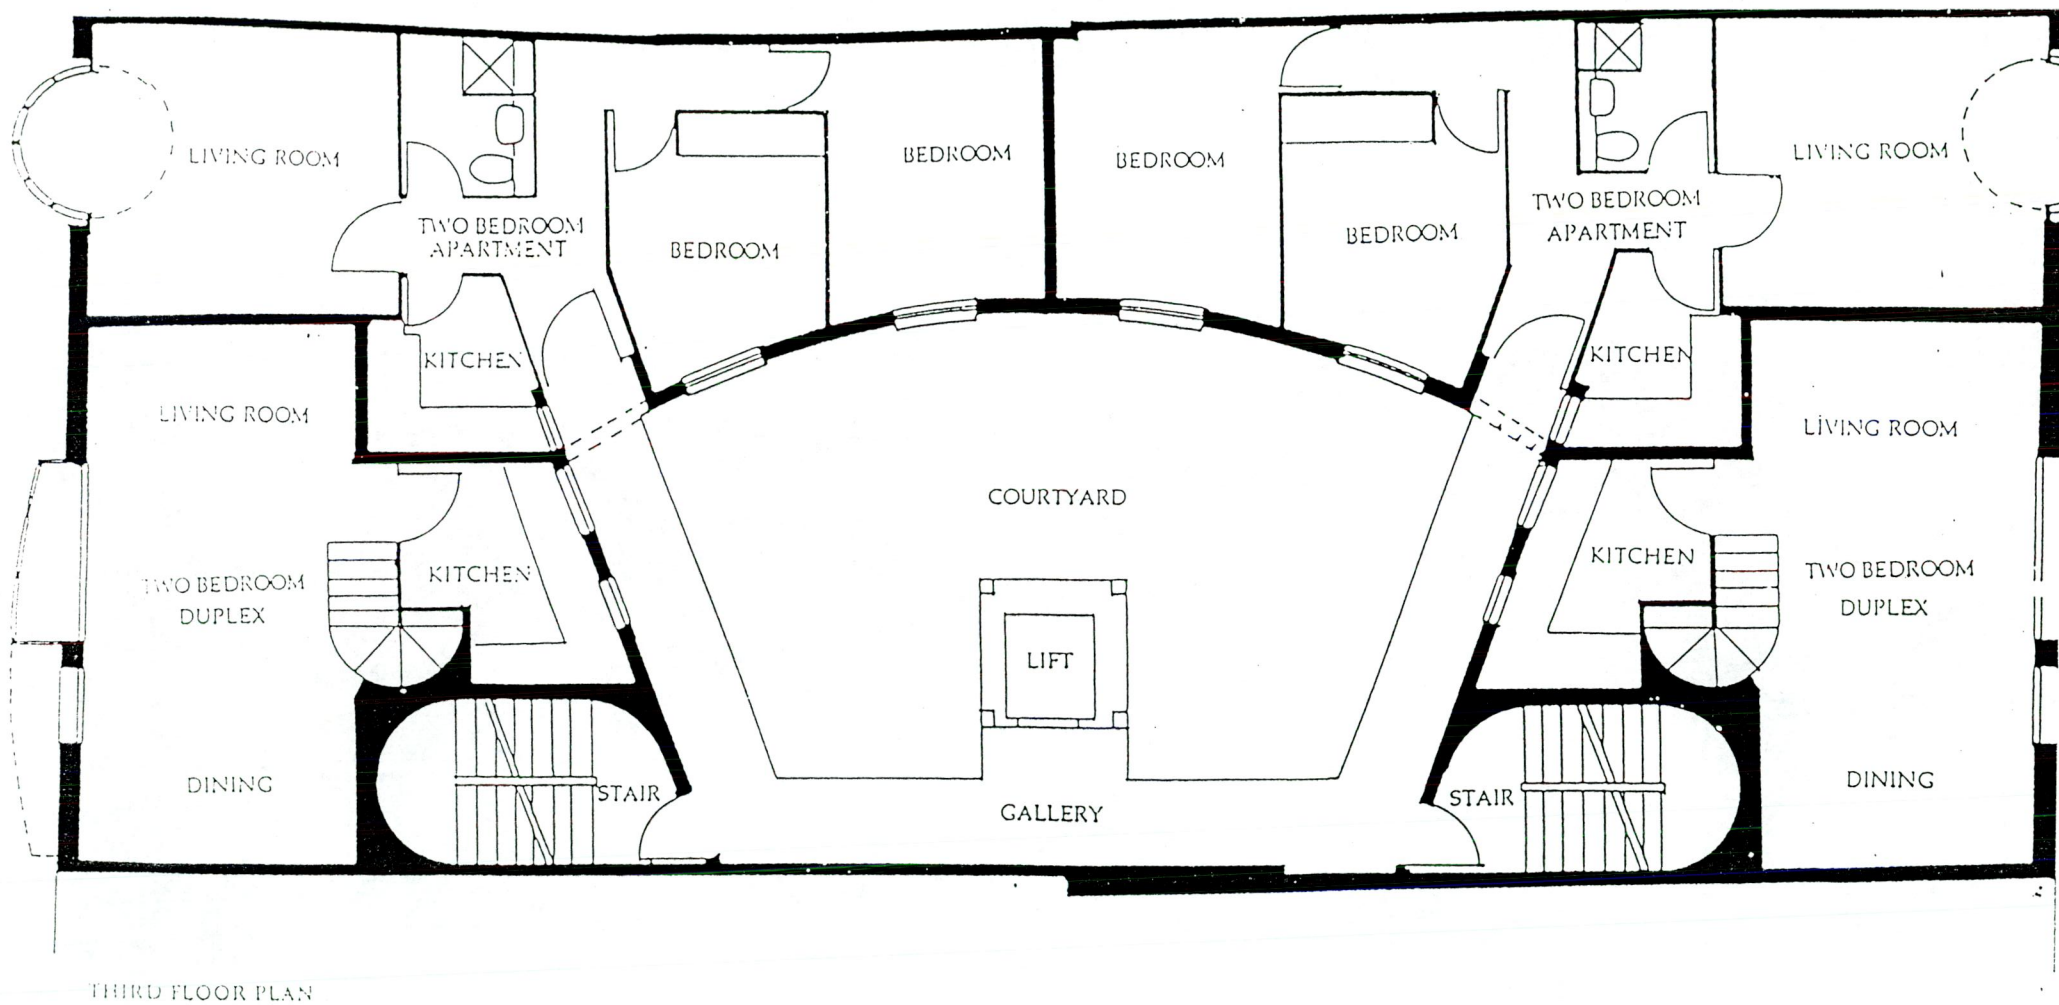 LIVING ROOM
BEDROOM
BEDROOM
LIVING ROOM
TWO BEDROOM
APARTMENT
BEDROOM
BEDROOM
TWO BEDROOM
APARTMENT
KITCHEN
KITCHEN
LIVING ROOM
LIVING ROOM
COURTYARD
TWO BEDROOM
DUPLEX
KITCHEN
KITCHEN
TWO BEDROOM
DUPLEX
LIFT
DINING
STAIR
GALLERY
STAIR
DINING
THIRD FLOOR PLAN